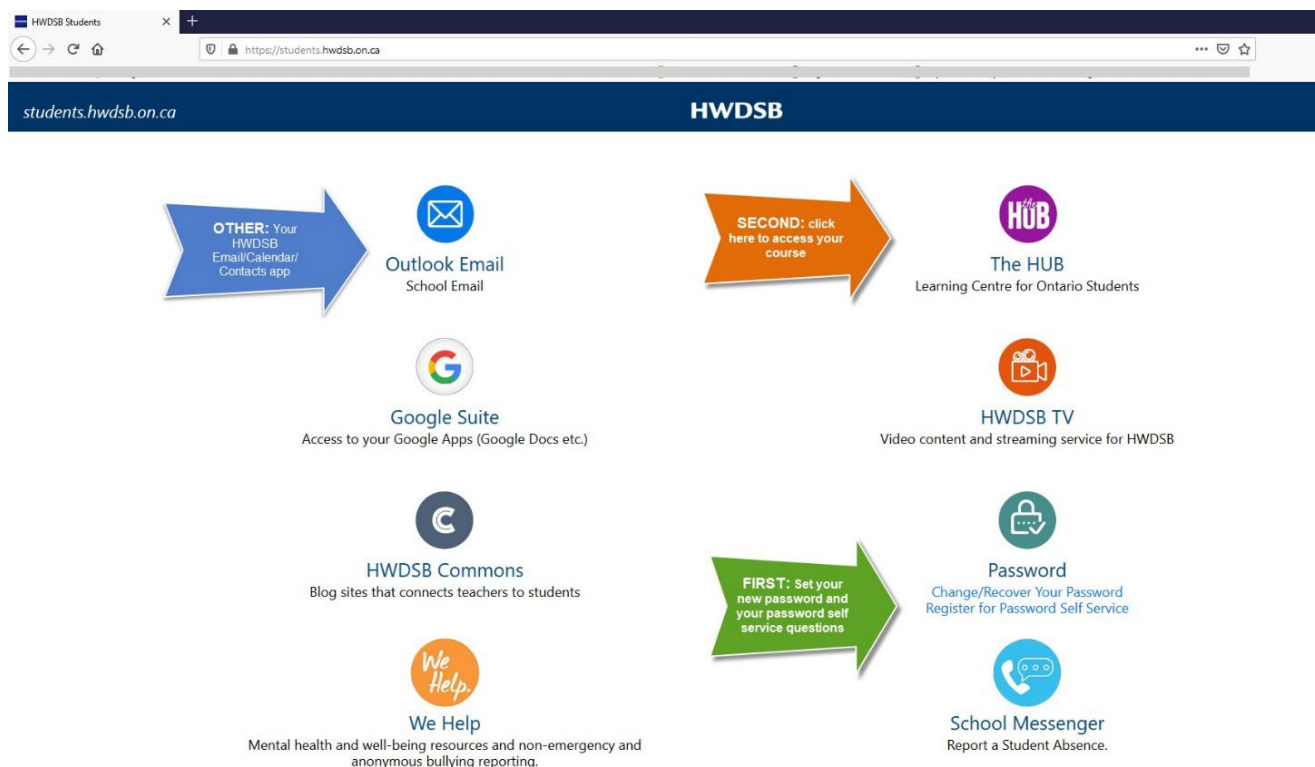 HWDSB Students
https://students.hwdsb.on.ca
students.hwdsb.on.ca
HWDSB
OTHER: Your
HWDSB
Email/Calendar/
Contacts app
Outlook Email
School Email
SECOND: click
here to access your
course
the
HUB
The HUB
Learning Centre for Ontario Students
G
Google Suite
Access to your Google Apps (Google Docs etc.)
HWDSB TV
Video content and streaming service for HWDSB
C
HWDSB Commons
Blog sites that connects teachers to students
FIRST: Set your
new password and
your password self
service questions
Password
Change/Recover Your Password
Register for Password Self Service
We
Help.
We Help
Mental health and well-being resources and non-emergency and
anonymous bullying reporting.
School Messenger
Report a Student Absence.